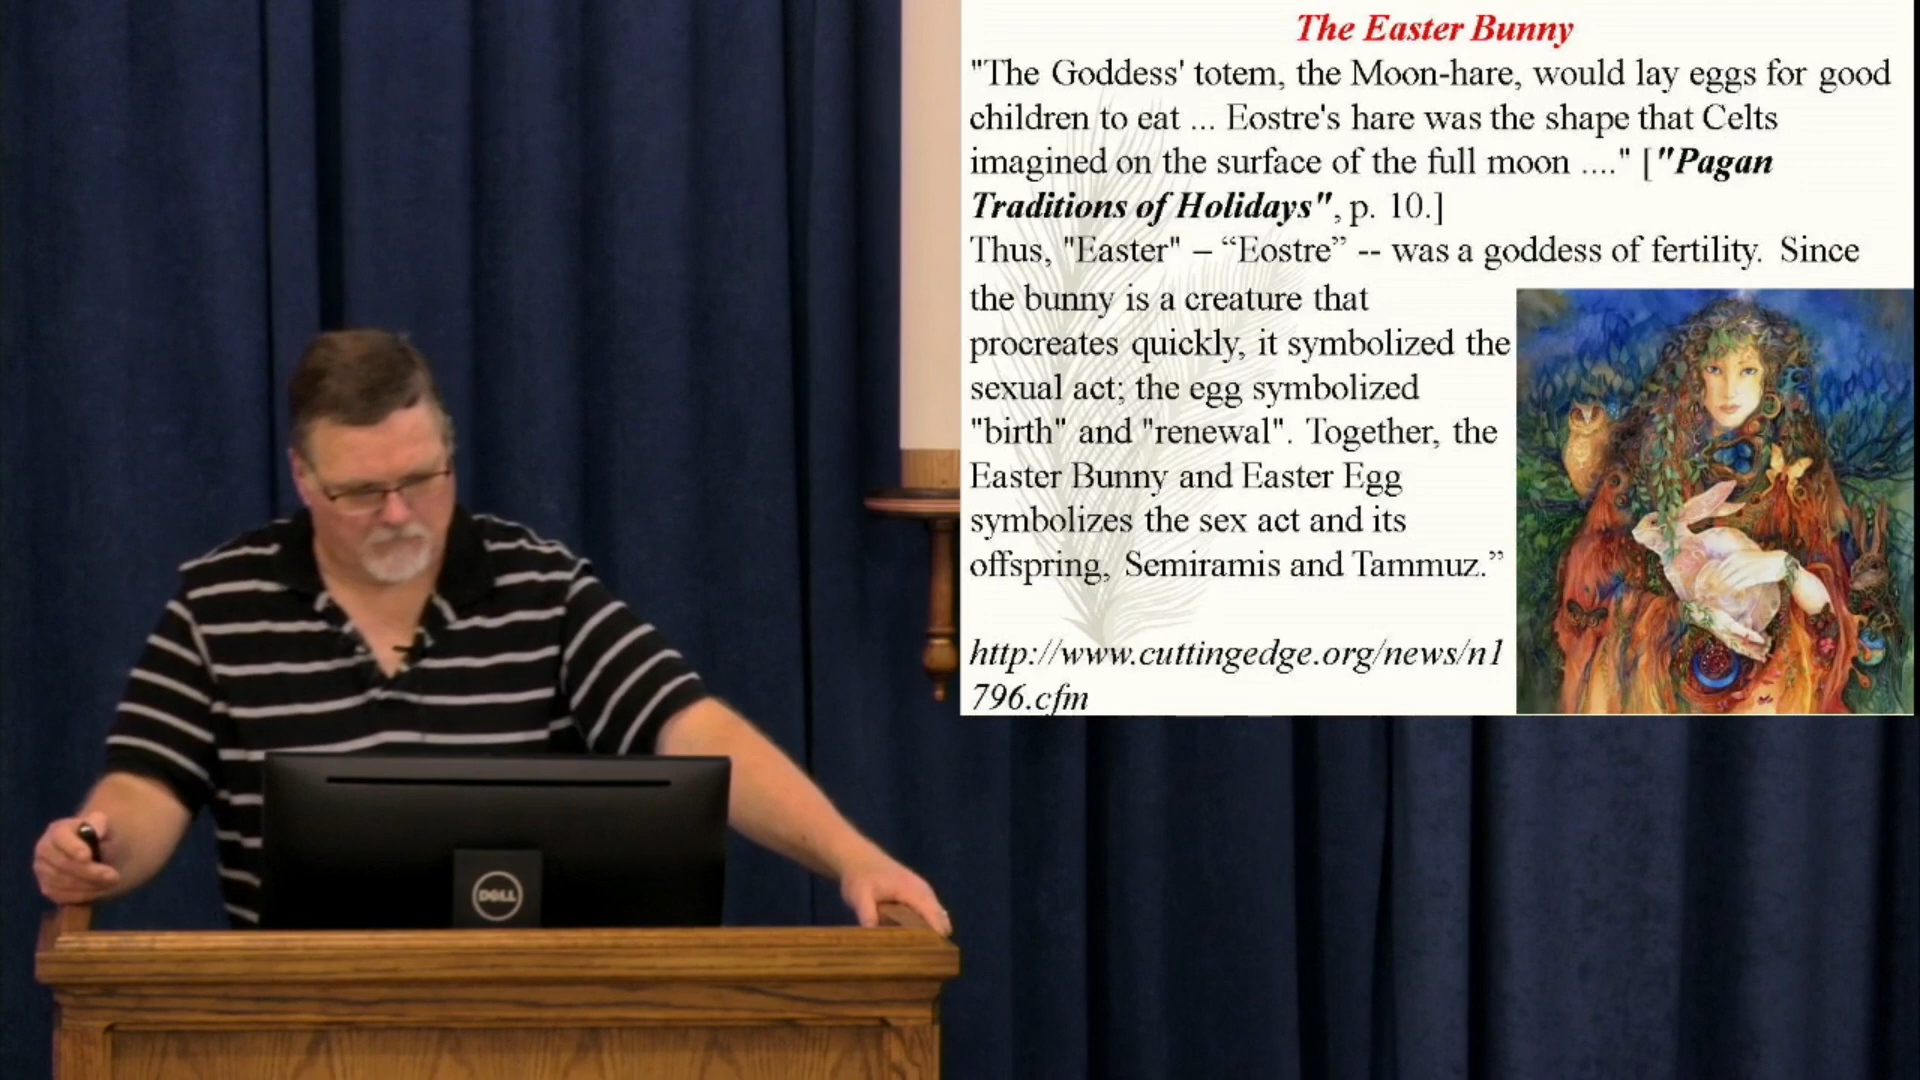 The Easter Bunny
"The Goddess' totem, the Moon-hare, would lay eggs for good
children to eat ... Eostre's hare was the shape that Celts
imagined on the surface of the full moon ...." ["Pagan
Traditions of Holidays", p. 10.]
Thus, "Easter" – “Eostre” -- was a goddess of fertility.  Since
the bunny is a creature that
procreates quickly, it symbolized the
sexual act; the egg symbolized
"birth" and "renewal". Together, the
Easter Bunny and Easter Egg
symbolizes the sex act and its
offspring, Semiramis and Tammuz.”
http://www.cuttingedge.org/news/n1
796.cfm
DELL